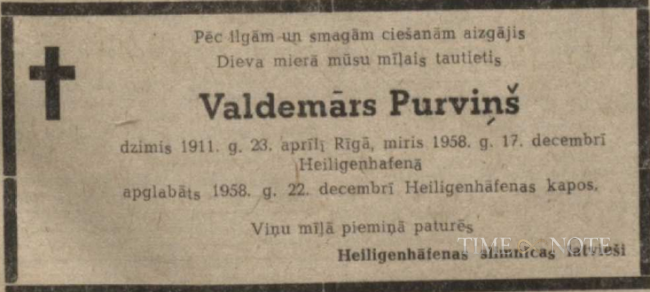 Pēc ilgām un smagām ciešanām aizgājis
Dieva mierā mūsu mīļais tautietis
Valdemārs Purviņš
dzimis 1911. g. 23. aprīlī Rīgā, miris 1958. g. 17. decembrī
Heiligenhafenā
apglabāts 1958. g. 22. decembrī Heiligenhāfenas kapos.
Viņu mīļā piemiņā paturēs
TIME NOTE
Heiligenhāfenas slimnīcas latvieši